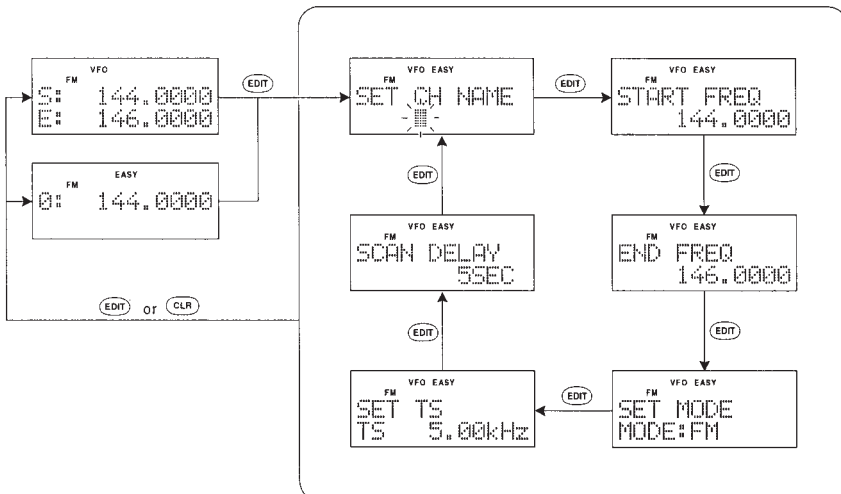 VFO
FM
S: 144.0000
E: 146.0000
EDIT
EASY
FM
0: 144.0000
EDIT or CLR
VFO EASY
FM
SET CH NAME
EDIT
VFO EASY
FM
START FREQ
144.0000
EDIT
VFO EASY
FM
END FREQ
146.0000
EDIT
VFO EASY
FM
SET MODE
MODE:FM
EDIT
VFO EASY
FM
SET TS
TS 5.00kHz
EDIT
VFO EASY
FM
SCAN DELAY
5SEC
EDIT